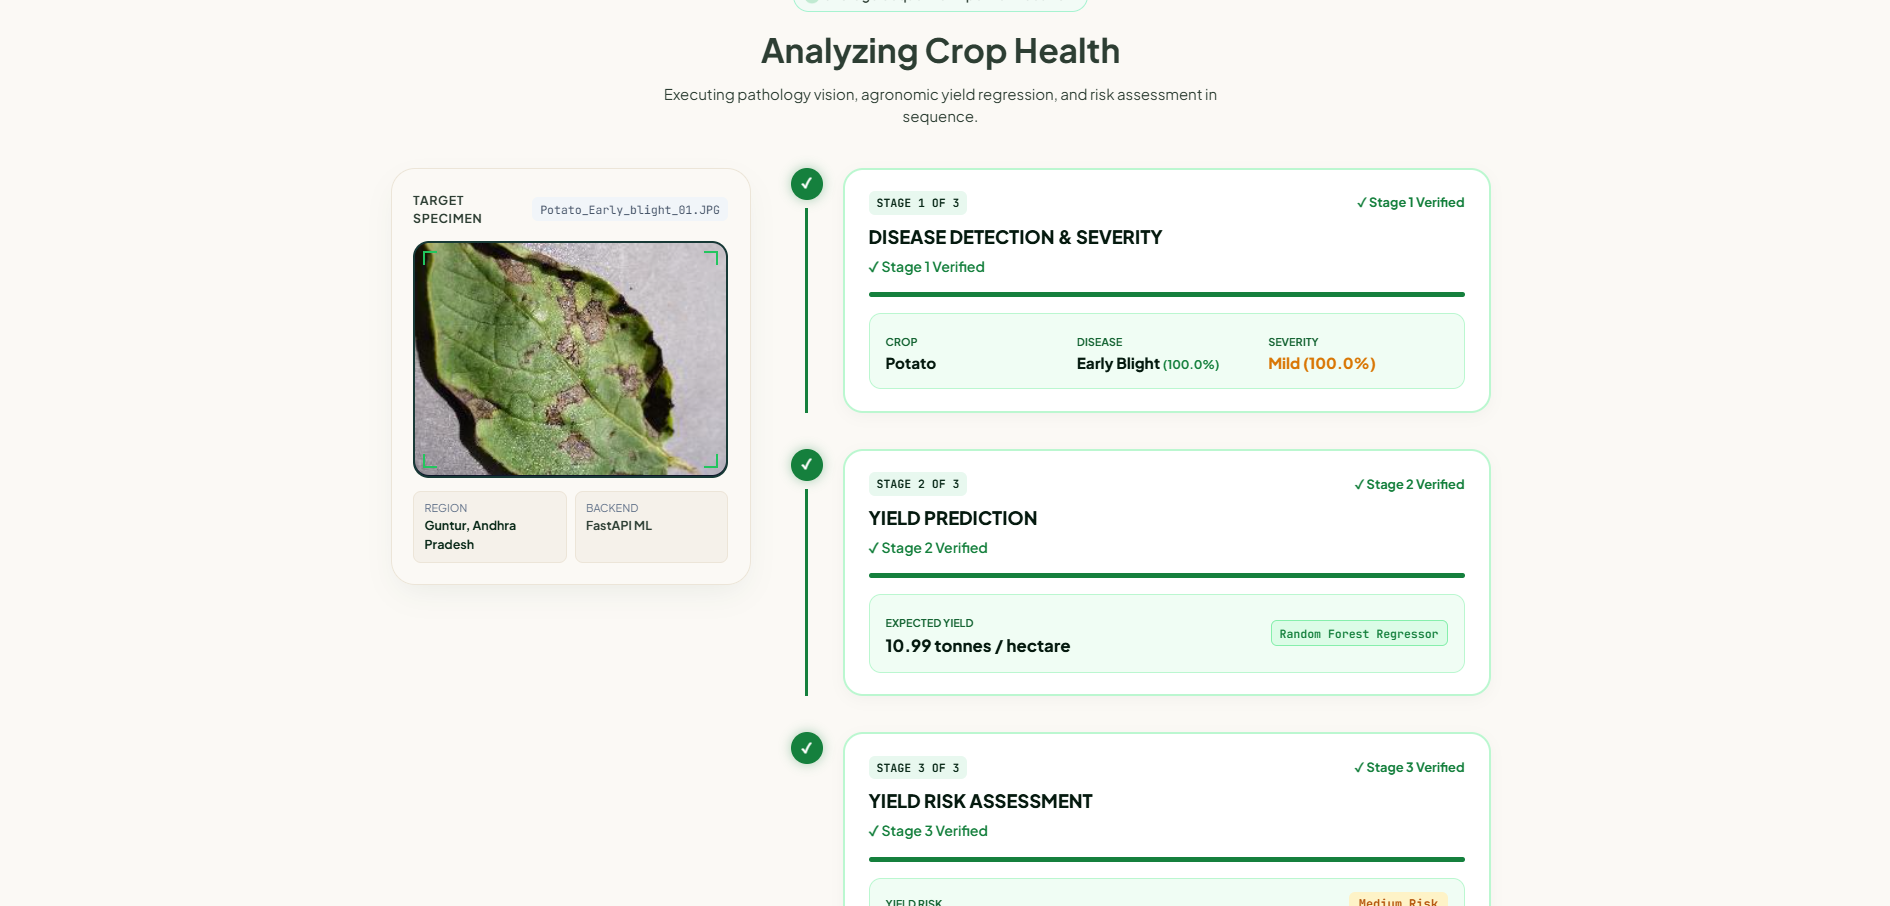 Analyzing Crop Health
Executing pathology vision, agronomic yield regression, and risk assessment in
sequence.
TARGET
SPECIMEN
Potato_Early_blight_01.JPG
REGION
Guntur, Andhra
Pradesh
BACKEND
FastAPI ML
STAGE 1 OF 3
✓ Stage 1 Verified
DISEASE DETECTION & SEVERITY
✓ Stage 1 Verified
CROP
Potato
DISEASE
Early Blight (100.0%)
SEVERITY
Mild (100.0%)
STAGE 2 OF 3
✓ Stage 2 Verified
YIELD PREDICTION
✓ Stage 2 Verified
EXPECTED YIELD
10.99 tonnes / hectare
Random Forest Regressor
STAGE 3 OF 3
✓ Stage 3 Verified
YIELD RISK ASSESSMENT
✓ Stage 3 Verified
YIELD RISK
Medium Risk